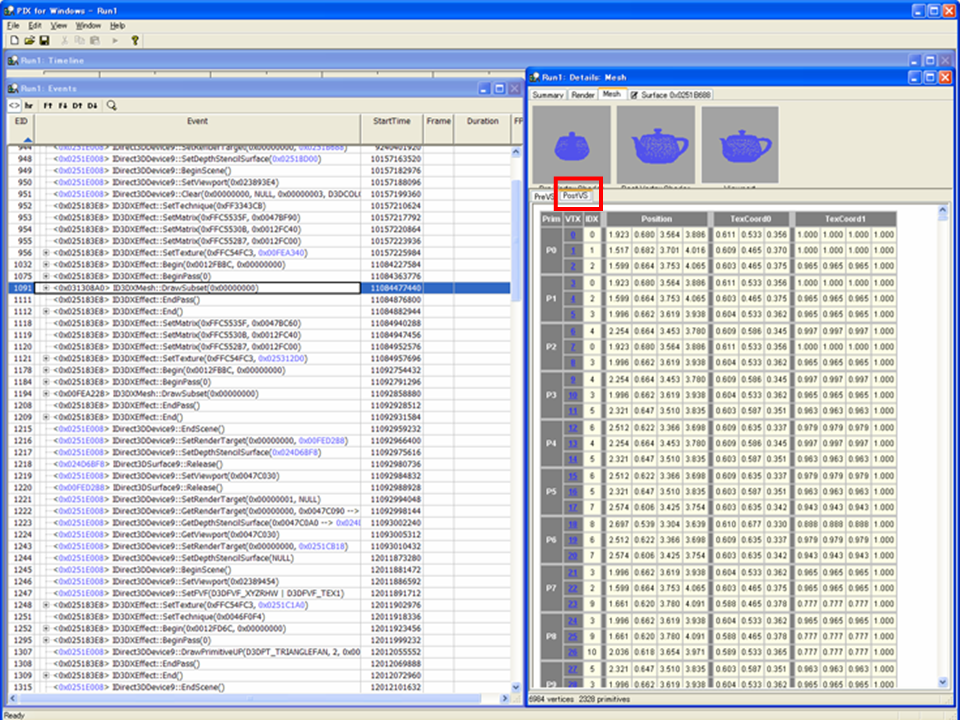 PIX for Windows - Run1
File Edit View Window Help
Run1: Timeline
Run1: Events
EID Event StartTime Frame Duration
948 <0x0251E008> IDirect3DDevice9::SetDepthStencilSurface(0x0251BD00) 10157163520
949 <0x0251E008> IDirect3DDevice9::BeginScene() 10157182976
950 <0x0251E008> IDirect3DDevice9::SetViewport(0x023893E4) 10157188096
951 <0x0251E008> IDirect3DDevice9::Clear(0x00000001, NULL, 0x00000003, D3DCOL 10157199360
952 <0x025183E8> ID3DXEffect::SetTechnique(0xFF3343CB) 10157210624
953 <0x025183E8> ID3DXEffect::SetMatrix(0xFFC5535F, 0x0047BF90) 10157217792
954 <0x025183E8> ID3DXEffect::SetMatrix(0xFFC5530B, 0x0012FC40) 10157220864
955 <0x025183E8> ID3DXEffect::SetMatrix(0xFFC552B7, 0x0012FC00) 10157223936
956 <0x025183E8> ID3DXEffect::SetTexture(0xFFC54FC3, 0x00FEA340) 10157225984
1032 <0x025183E8> ID3DXEffect::Begin(0x0012FBBC, 0x00000000) 11084227584
1075 <0x025183E8> ID3DXEffect::BeginPass(0) 11084363776
1091 <0x031308A0> ID3DXMesh::DrawSubset(0x00000000) 11084477440
1111 <0x025183E8> ID3DXEffect::EndPass() 11084876800
1112 <0x025183E8> ID3DXEffect::End() 11084882944
1118 <0x025183E8> ID3DXEffect::SetMatrix(0xFFC5535F, 0x0047BC60) 11084940288
1119 <0x025183E8> ID3DXEffect::SetMatrix(0xFFC5530B, 0x0012FC40) 11084947456
1120 <0x025183E8> ID3DXEffect::SetMatrix(0xFFC552B7, 0x0012FC00) 11084952576
1121 <0x025183E8> ID3DXEffect::SetTexture(0xFFC54FC3, 0x025312D0) 11084957696
1178 <0x025183E8> ID3DXEffect::Begin(0x0012FBBC, 0x00000000) 11092754432
1184 <0x025183E8> ID3DXEffect::BeginPass(0) 11092791296
1194 <0x00FEA228> ID3DXMesh::DrawSubset(0x00000000) 11092858880
1208 <0x025183E8> ID3DXEffect::EndPass() 11092928512
1209 <0x025183E8> ID3DXEffect::End() 11092931584
1215 <0x0251E008> IDirect3DDevice9::EndScene() 11092959232
1216 <0x0251E008> IDirect3DDevice9::SetRenderTarget(0x00000000, 0x00FED2B8) 11092966400
1217 <0x0251E008> IDirect3DDevice9::SetDepthStencilSurface(0x024D6BF8) 11092975616
1218 <0x024D6BF8> IDirect3DSurface9::Release() 11092980736
1219 <0x0251E008> IDirect3DDevice9::SetViewport(0x0047C030) 11092984832
1220 <0x00FED2B8> IDirect3DSurface9::Release() 11092988928
1221 <0x0251E008> IDirect3DDevice9::SetRenderTarget(0x00000001, NULL) 11092994048
1222 <0x0251E008> IDirect3DDevice9::GetRenderTarget(0x00000000, 0x0047C090 --> 11092998144
1223 <0x0251E008> IDirect3DDevice9::GetDepthStencilSurface(0x0047C0A0 --> 0x024 11093002240
1224 <0x0251E008> IDirect3DDevice9::GetViewport(0x0047C030) 11093005312
1243 <0x0251E008> IDirect3DDevice9::SetRenderTarget(0x00000000, 0x0251CB18) 11093010432
1244 <0x0251E008> IDirect3DDevice9::SetDepthStencilSurface(NULL) 12011873280
1245 <0x0251E008> IDirect3DDevice9::BeginScene() 12011881472
1246 <0x0251E008> IDirect3DDevice9::SetViewport(0x02389454) 12011886592
1247 <0x0251E008> IDirect3DDevice9::SetFVF(D3DFVF_XYZRHW | D3DFVF_TEX1) 12011891712
1248 <0x025183E8> ID3DXEffect::SetTexture(0xFFC54FC3, 0x0251C1A0) 12011902976
1251 <0x025183E8> ID3DXEffect::SetTechnique(0x0046F0F4) 12011918336
1252 <0x025183E8> ID3DXEffect::Begin(0x0012FD6C, 0x00000000) 12011923456
1295 <0x025183E8> ID3DXEffect::BeginPass(0) 12011999232
1307 <0x0251E008> IDirect3DDevice9::DrawPrimitiveUP(D3DPT_TRIANGLEFAN, 2, 0x00 12012055552
1308 <0x025183E8> ID3DXEffect::EndPass() 12012069888
1309 <0x025183E8> ID3DXEffect::End() 12012072960
1315 <0x0251E008> IDirect3DDevice9::EndScene() 12012101632
Run1: Details: Mesh
Summary Render Mesh Surface 0x0251B688
PreVS PostVS
Prim VTX IDX Position TexCoord0 TexCoord1
P0 0 0 1.923 0.680 3.564 3.886 0.611 0.533 0.356 1.000 1.000 1.000 1.000
1 1 1.517 0.682 3.701 4.016 0.609 0.465 0.370 1.000 1.000 1.000 1.000
2 2 1.599 0.664 3.753 4.065 0.603 0.465 0.375 0.965 0.965 0.965 1.000
P1 3 0 1.923 0.680 3.564 3.886 0.611 0.533 0.356 1.000 1.000 1.000 1.000
4 2 1.599 0.664 3.753 4.065 0.603 0.465 0.375 0.965 0.965 0.965 1.000
5 3 1.996 0.662 3.619 3.938 0.604 0.533 0.362 0.965 0.965 0.965 1.000
P2 6 4 2.254 0.664 3.453 3.780 0.609 0.586 0.345 0.997 0.997 0.997 1.000
7 0 1.923 0.680 3.564 3.886 0.611 0.533 0.356 1.000 1.000 1.000 1.000
8 3 1.996 0.662 3.619 3.938 0.604 0.533 0.362 0.965 0.965 0.965 1.000
P3 9 4 2.254 0.664 3.453 3.780 0.609 0.586 0.345 0.997 0.997 0.997 1.000
10 3 1.996 0.662 3.619 3.938 0.604 0.533 0.362 0.965 0.965 0.965 1.000
11 5 2.321 0.647 3.510 3.835 0.603 0.587 0.351 0.963 0.963 0.963 1.000
P4 12 6 2.512 0.622 3.366 3.698 0.609 0.635 0.337 0.979 0.979 0.979 1.000
13 4 2.254 0.664 3.453 3.780 0.609 0.586 0.345 0.997 0.997 0.997 1.000
14 5 2.321 0.647 3.510 3.835 0.603 0.587 0.351 0.963 0.963 0.963 1.000
P5 15 6 2.512 0.622 3.366 3.698 0.609 0.635 0.337 0.979 0.979 0.979 1.000
16 5 2.321 0.647 3.510 3.835 0.603 0.587 0.351 0.963 0.963 0.963 1.000
17 7 2.574 0.606 3.425 3.754 0.603 0.635 0.342 0.943 0.943 0.943 1.000
P6 18 8 2.697 0.539 3.304 3.639 0.610 0.677 0.330 0.888 0.888 0.888 1.000
19 6 2.512 0.622 3.366 3.698 0.609 0.635 0.337 0.979 0.979 0.979 1.000
20 7 2.574 0.606 3.425 3.754 0.603 0.635 0.342 0.943 0.943 0.943 1.000
P7 21 3 1.996 0.662 3.619 3.938 0.604 0.533 0.362 0.965 0.965 0.965 1.000
22 2 1.599 0.664 3.753 4.065 0.603 0.465 0.375 0.965 0.965 0.965 1.000
23 9 1.661 0.620 3.780 4.091 0.588 0.465 0.378 0.777 0.777 0.777 1.000
P8 24 3 1.996 0.662 3.619 3.938 0.604 0.533 0.362 0.965 0.965 0.965 1.000
25 9 1.661 0.620 3.780 4.091 0.588 0.465 0.378 0.777 0.777 0.777 1.000
26 10 2.036 0.618 3.654 3.971 0.589 0.533 0.365 0.777 0.777 0.777 1.000
P9 27 5 2.321 0.647 3.510 3.835 0.603 0.587 0.351 0.963 0.963 0.963 1.000
28 3 1.996 0.662 3.619 3.938 0.604 0.533 0.362 0.965 0.965 0.965 1.000
6984 vertices 2328 primitives
Ready